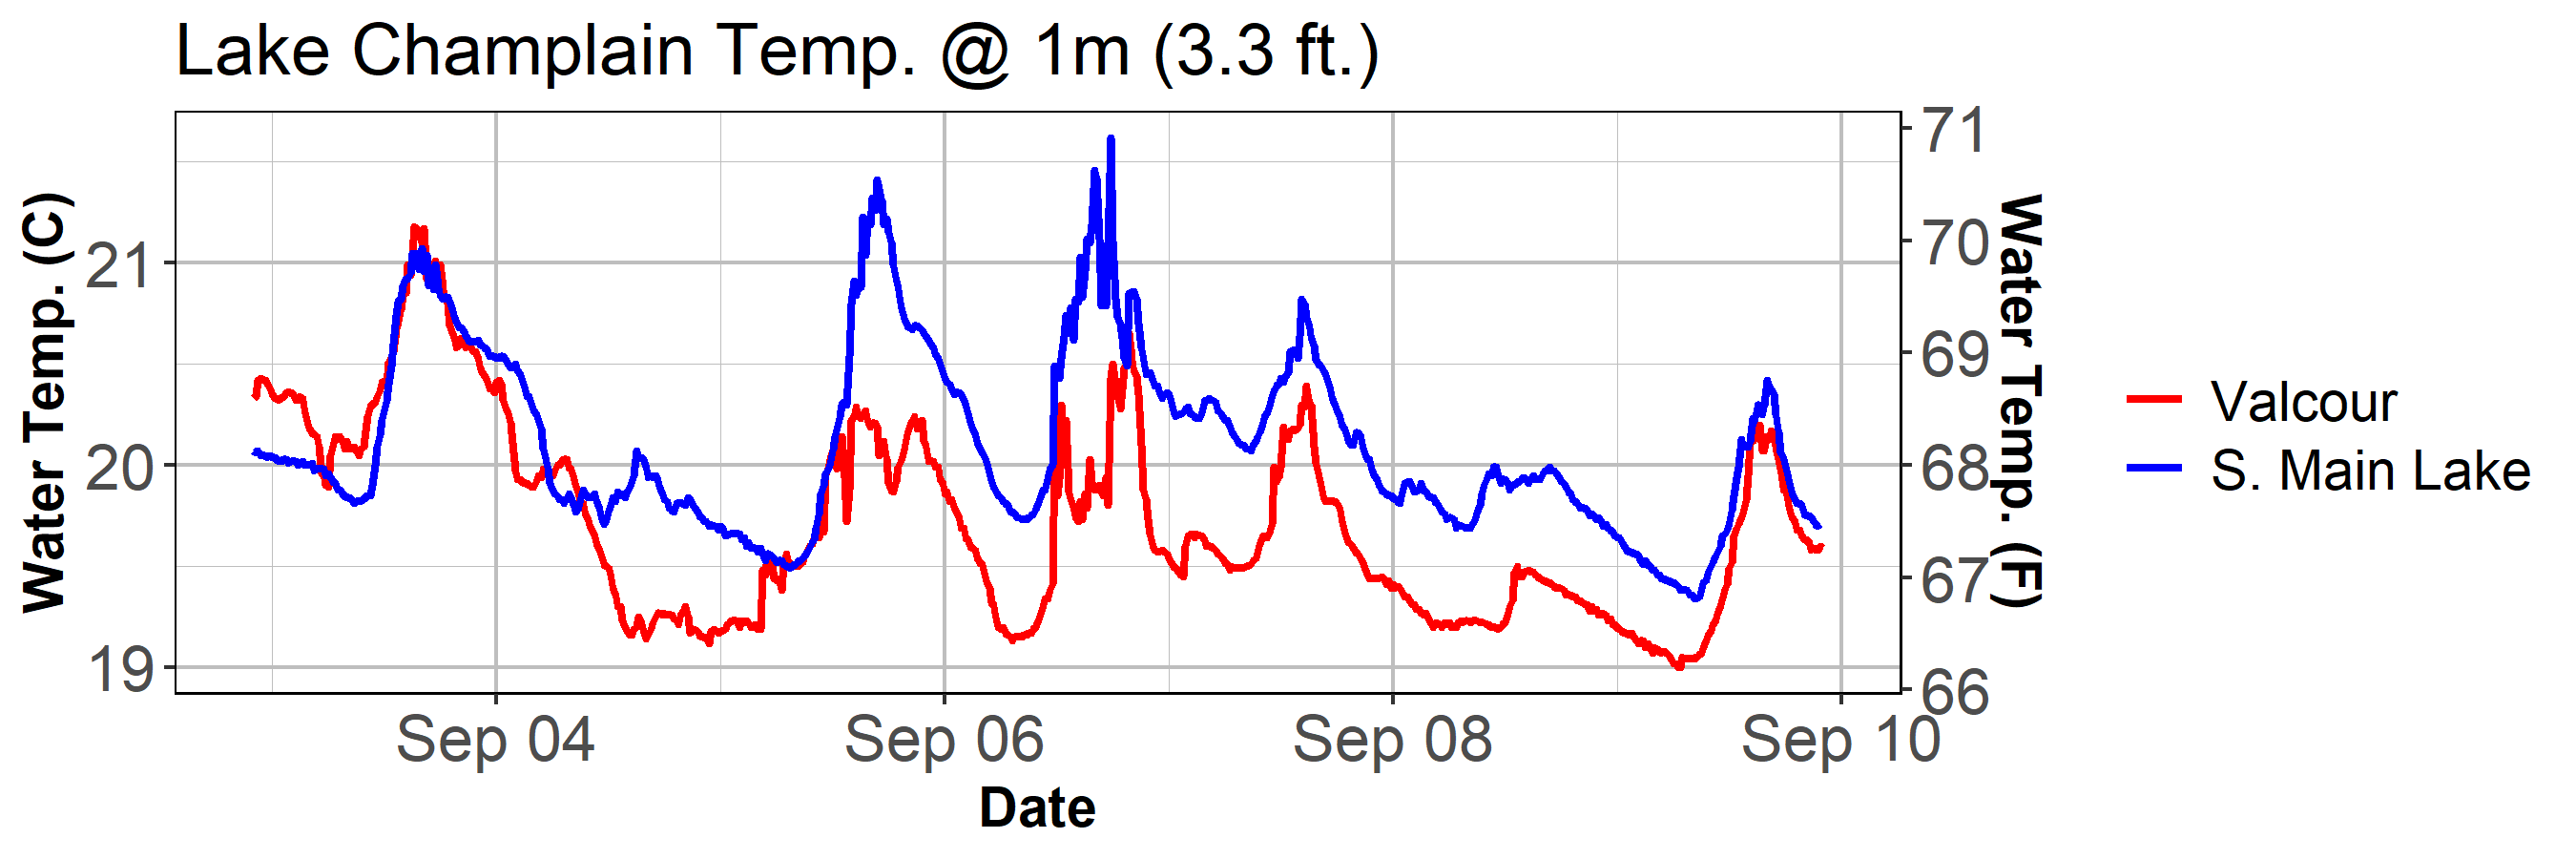 Lake Champlain Temp. @ 1m (3.3 ft.)
Water Temp. (C)
21
20
19
71
70
69
68
67
66
Water Temp. (F)
Sep 04
Sep 06
Sep 08
Sep 10
Date
Valcour
S. Main Lake